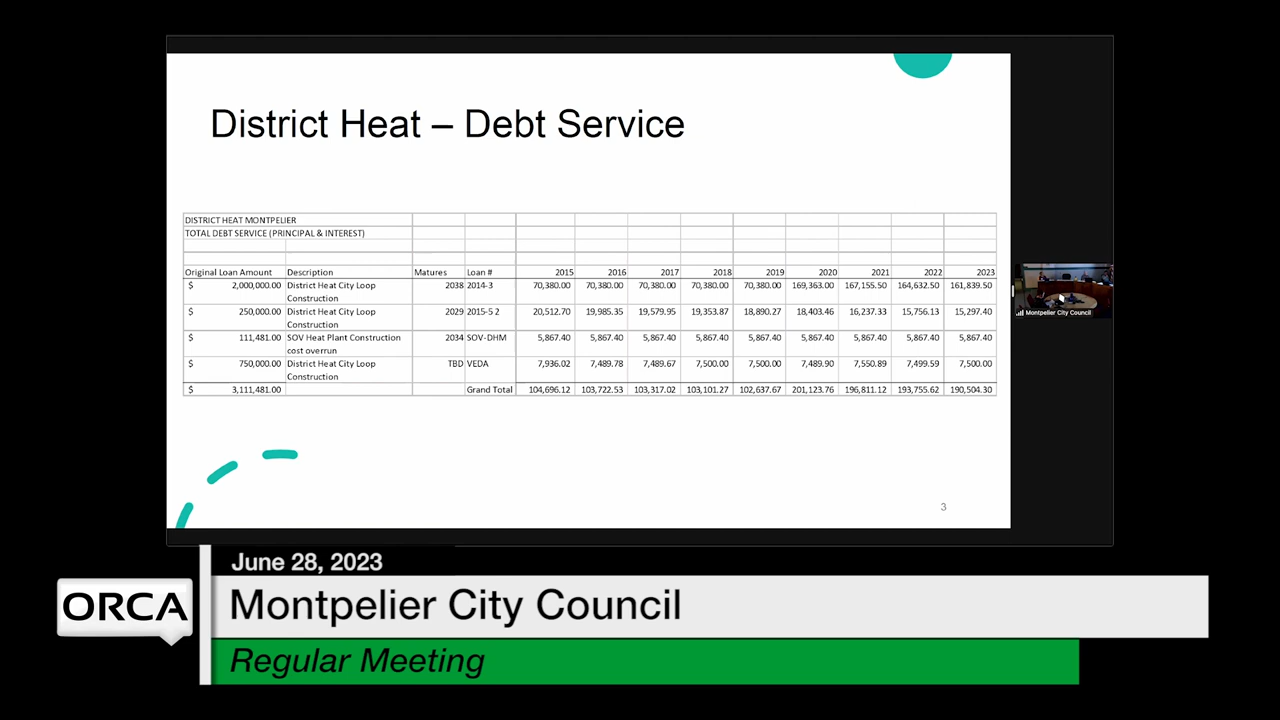 District Heat – Debt Service
DISTRICT HEAT MONTPELIER
TOTAL DEBT SERVICE (PRINCIPAL & INTEREST)
Original Loan Amount Description Matures Loan # 2015 2016 2017 2018 2019 2020 2021 2022 2023
$ 2,000,000.00 District Heat City Loop 2038 2014-3 70,380.00 70,380.00 70,380.00 70,380.00 70,380.00 169,363.00 167,155.50 164,632.50 161,839.50
Construction
$ 250,000.00 District Heat City Loop 2029 2015-5 2 20,512.70 19,985.35 19,579.95 19,353.87 18,890.27 18,403.46 16,237.33 15,756.13 15,297.40
Construction
$ 111,481.00 SOV Heat Plant Construction 2034 SOV-DHM 5,867.40 5,867.40 5,867.40 5,867.40 5,867.40 5,867.40 5,867.40 5,867.40 5,867.40
cost overrun
$ 750,000.00 District Heat City Loop TBD VEDA 7,936.02 7,489.78 7,489.67 7,500.00 7,500.00 7,489.90 7,550.89 7,499.59 7,500.00
Construction
$ 3,111,481.00 Grand Total 104,696.12 103,722.53 103,317.02 103,101.27 102,637.67 201,123.76 196,811.12 193,755.62 190,504.30
3
Montpelier City Council
June 28, 2023
ORCA
Montpelier City Council
Regular Meeting